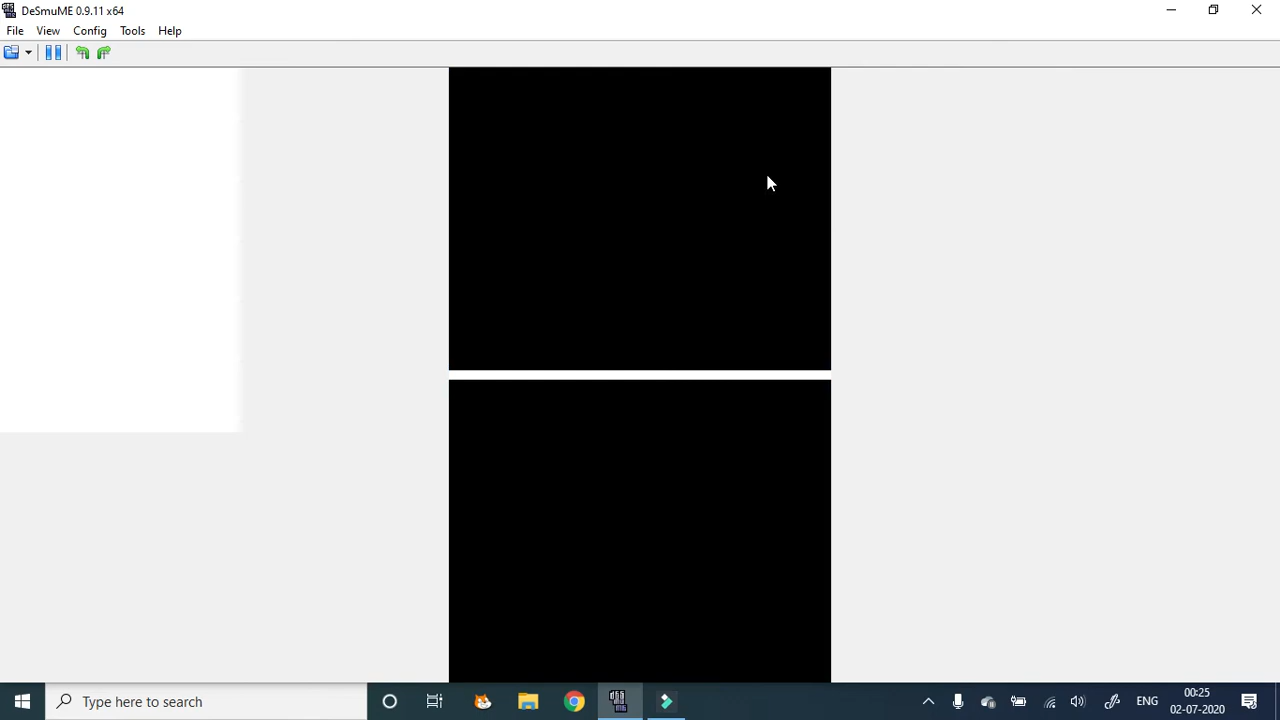 DeSmuME 0.9.11 x64
File View Config Tools Help
Type here to search
ENG
00:25
02-07-2020